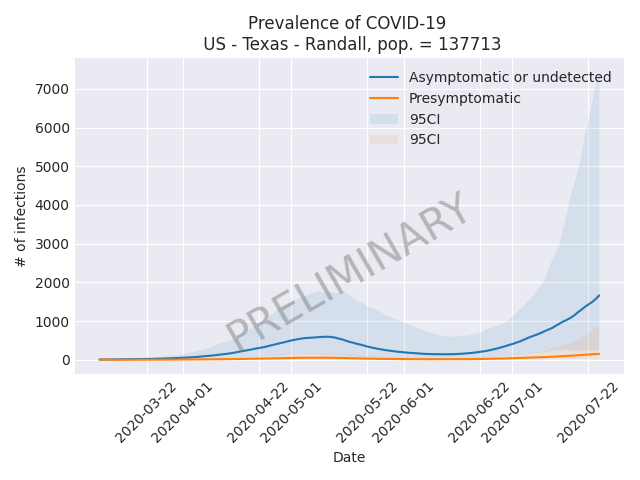 Prevalence of COVID-19
US - Texas - Randall, pop. = 137713
Asymptomatic or undetected
Presymptomatic
95CI
95CI
7000
6000
5000
4000
3000
2000
1000
0
# of infections
PRELIMINARY
2020-03-22
2020-04-01
2020-04-22
2020-05-01
2020-05-22
2020-06-01
2020-06-22
2020-07-01
2020-07-22
Date